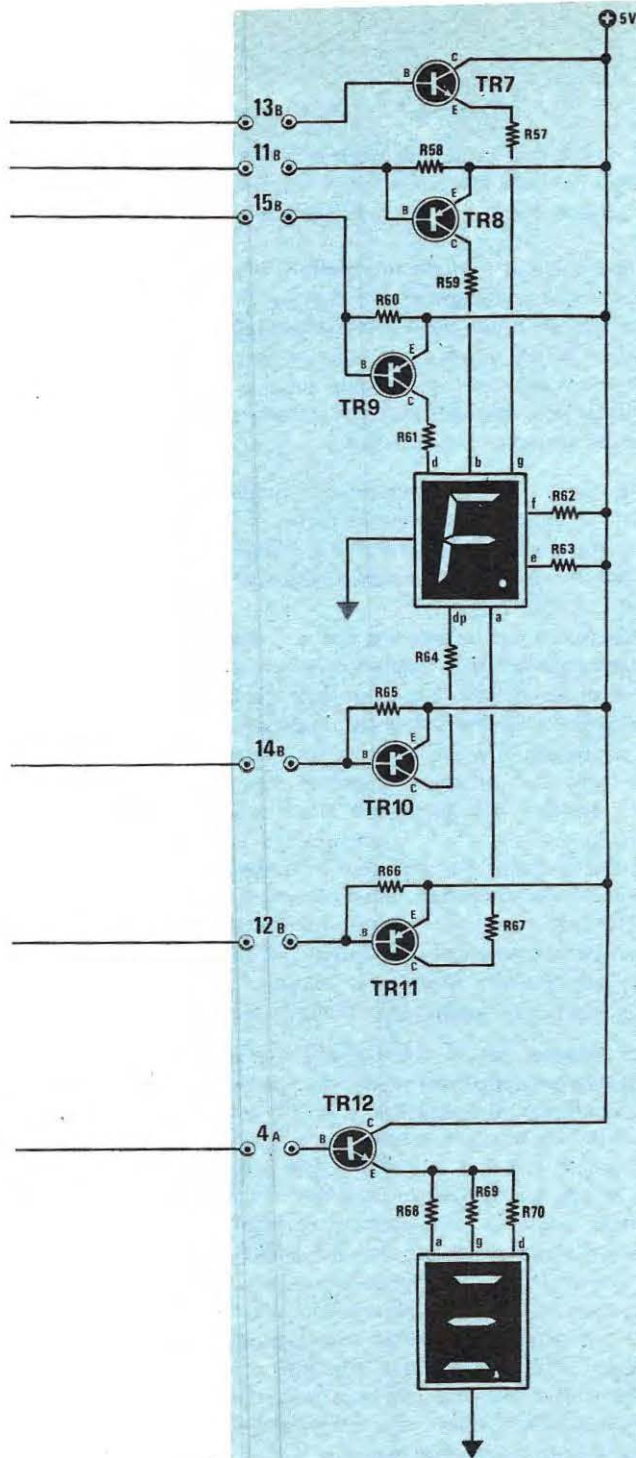 5V
C
B
TR7
E
13B
R57
11B
R58
E
B
TR8
C
15B
R59
R60
E
B
TR9
C
R61
d b g
f R62
e R63
dp a
R64
R65
14B
E
B
C
TR10
R66
12B
E
B
R67
C
TR11
TR12
C
4A
B
E
R68 R69 R70
a g d